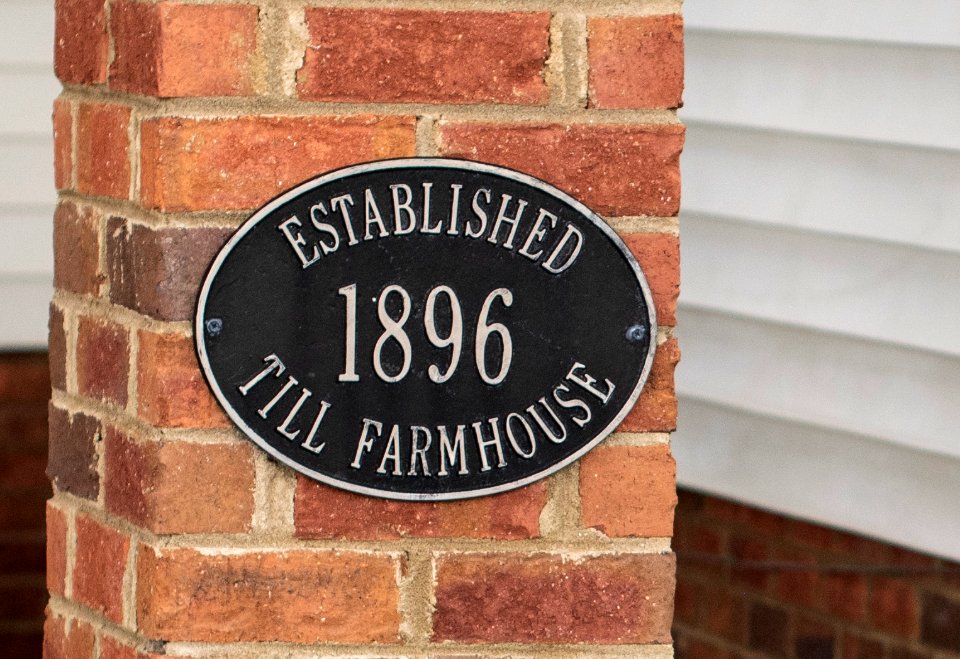 ESTABLISHED
1896
TILL FARMHOUSE